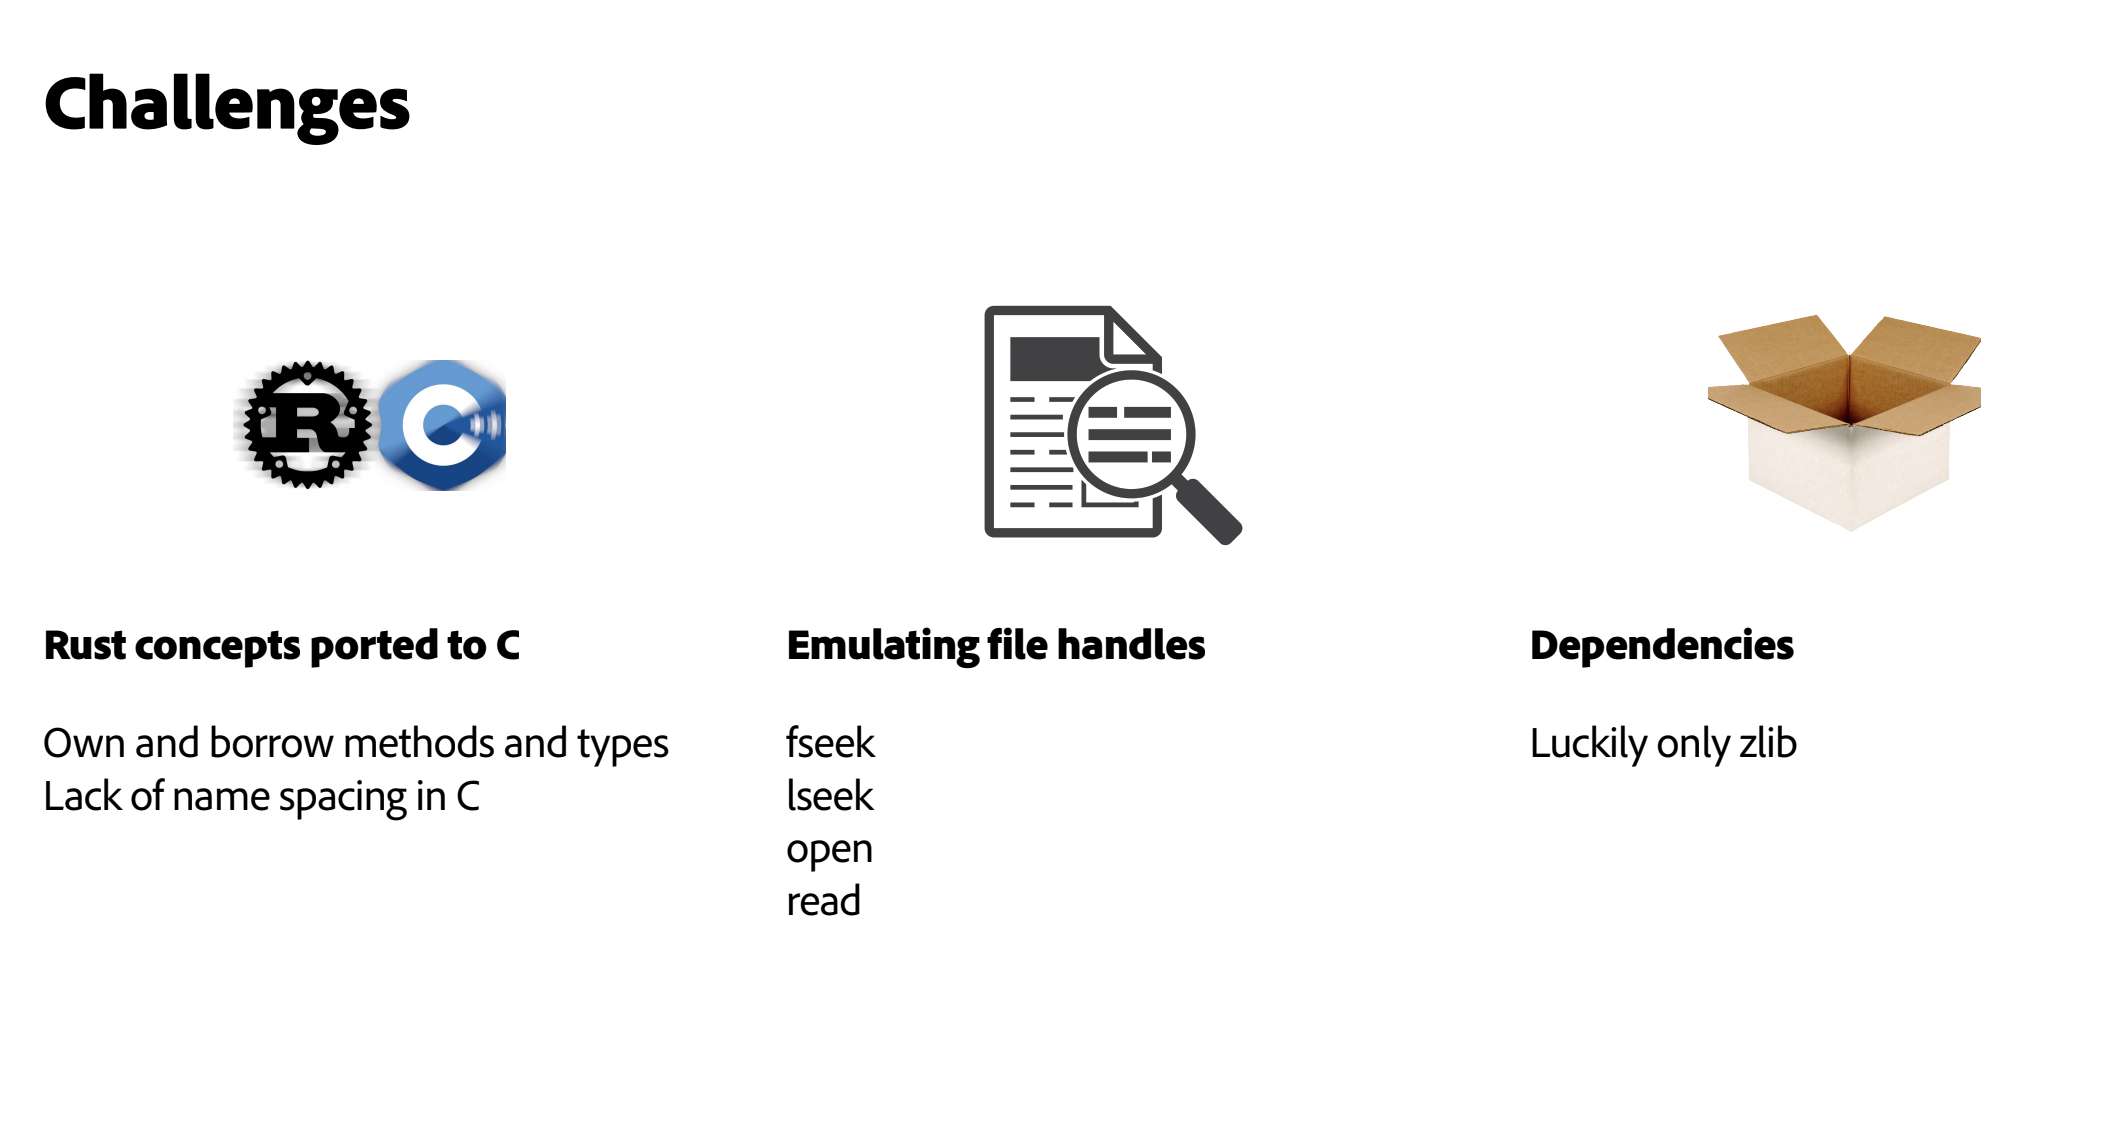 Challenges
Rust concepts ported to C
Own and borrow methods and types
Lack of name spacing in C
Emulating file handles
fseek
lseek
open
read
Dependencies
Luckily only zlib